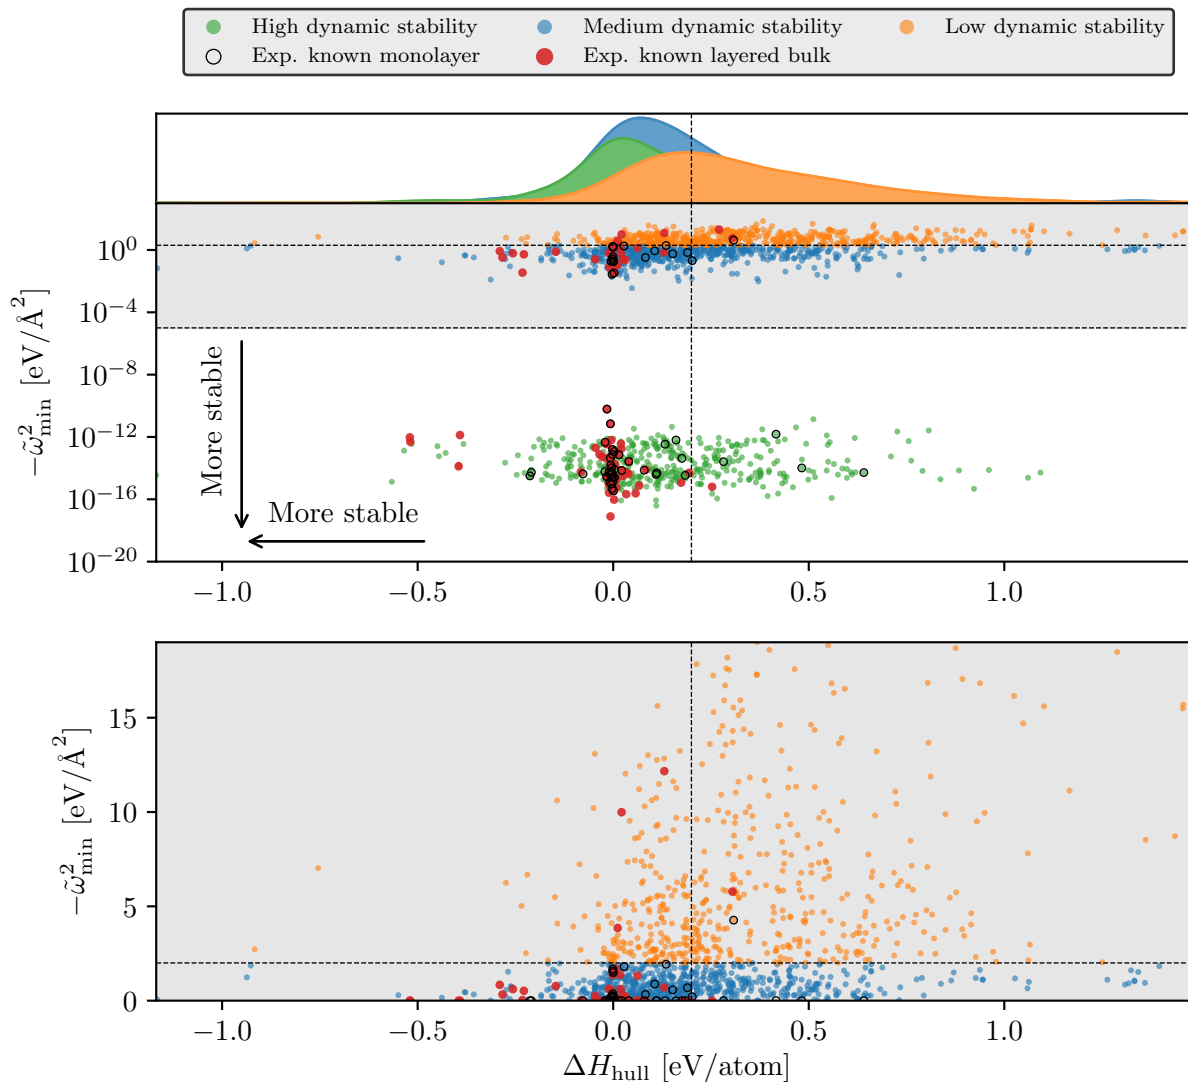 High dynamic stability Medium dynamic stability Low dynamic stability
Exp. known monolayer Exp. known layered bulk
10^0
10^−4
10^−8
10^−12
10^−16
10^−20
−ω̃²_min [eV/Å²]
More stable
More stable
−1.0 −0.5 0.0 0.5 1.0
15
10
5
0
−ω̃²_min [eV/Å²]
−1.0 −0.5 0.0 0.5 1.0
ΔH_hull [eV/atom]